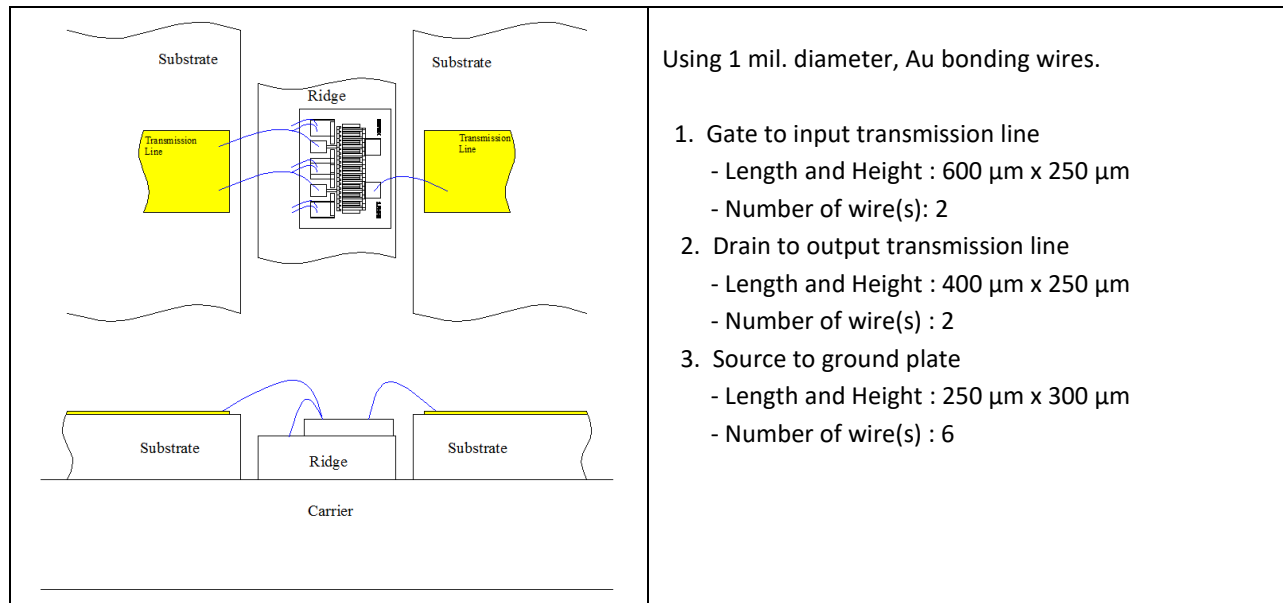 Substrate
Substrate
Ridge
Transmission
Line
Transmission
Line
Substrate
Substrate
Ridge
Carrier
Using 1 mil. diameter, Au bonding wires.
1. Gate to input transmission line
- Length and Height : 600 μm x 250 μm
- Number of wire(s): 2
2. Drain to output transmission line
- Length and Height : 400 μm x 250 μm
- Number of wire(s) : 2
3. Source to ground plate
- Length and Height : 250 μm x 300 μm
- Number of wire(s) : 6